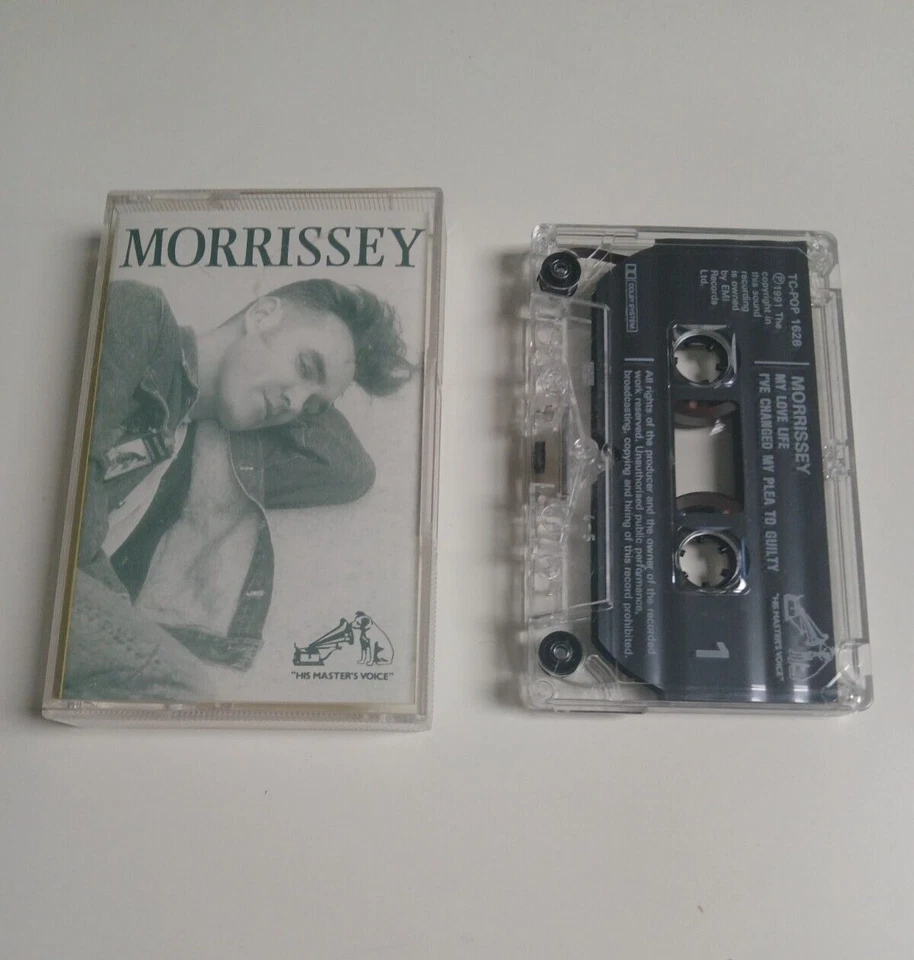 MORRISSEY
"HIS MASTER'S VOICE"
TC-POP 1628
℗1991 The
copyright in
this sound
recording
is owned
by EMI
Records
Ltd.
DOLBY SYSTEM
MORRISSEY
MY LOVE LIFE
I'VE CHANGED MY PLEA TO GUILTY
All rights of the producer and the owner of the recorded
work reserved. Unauthorised public performance,
broadcasting, copying and hiring of this record prohibited.
1
"HIS MASTER'S VOICE"